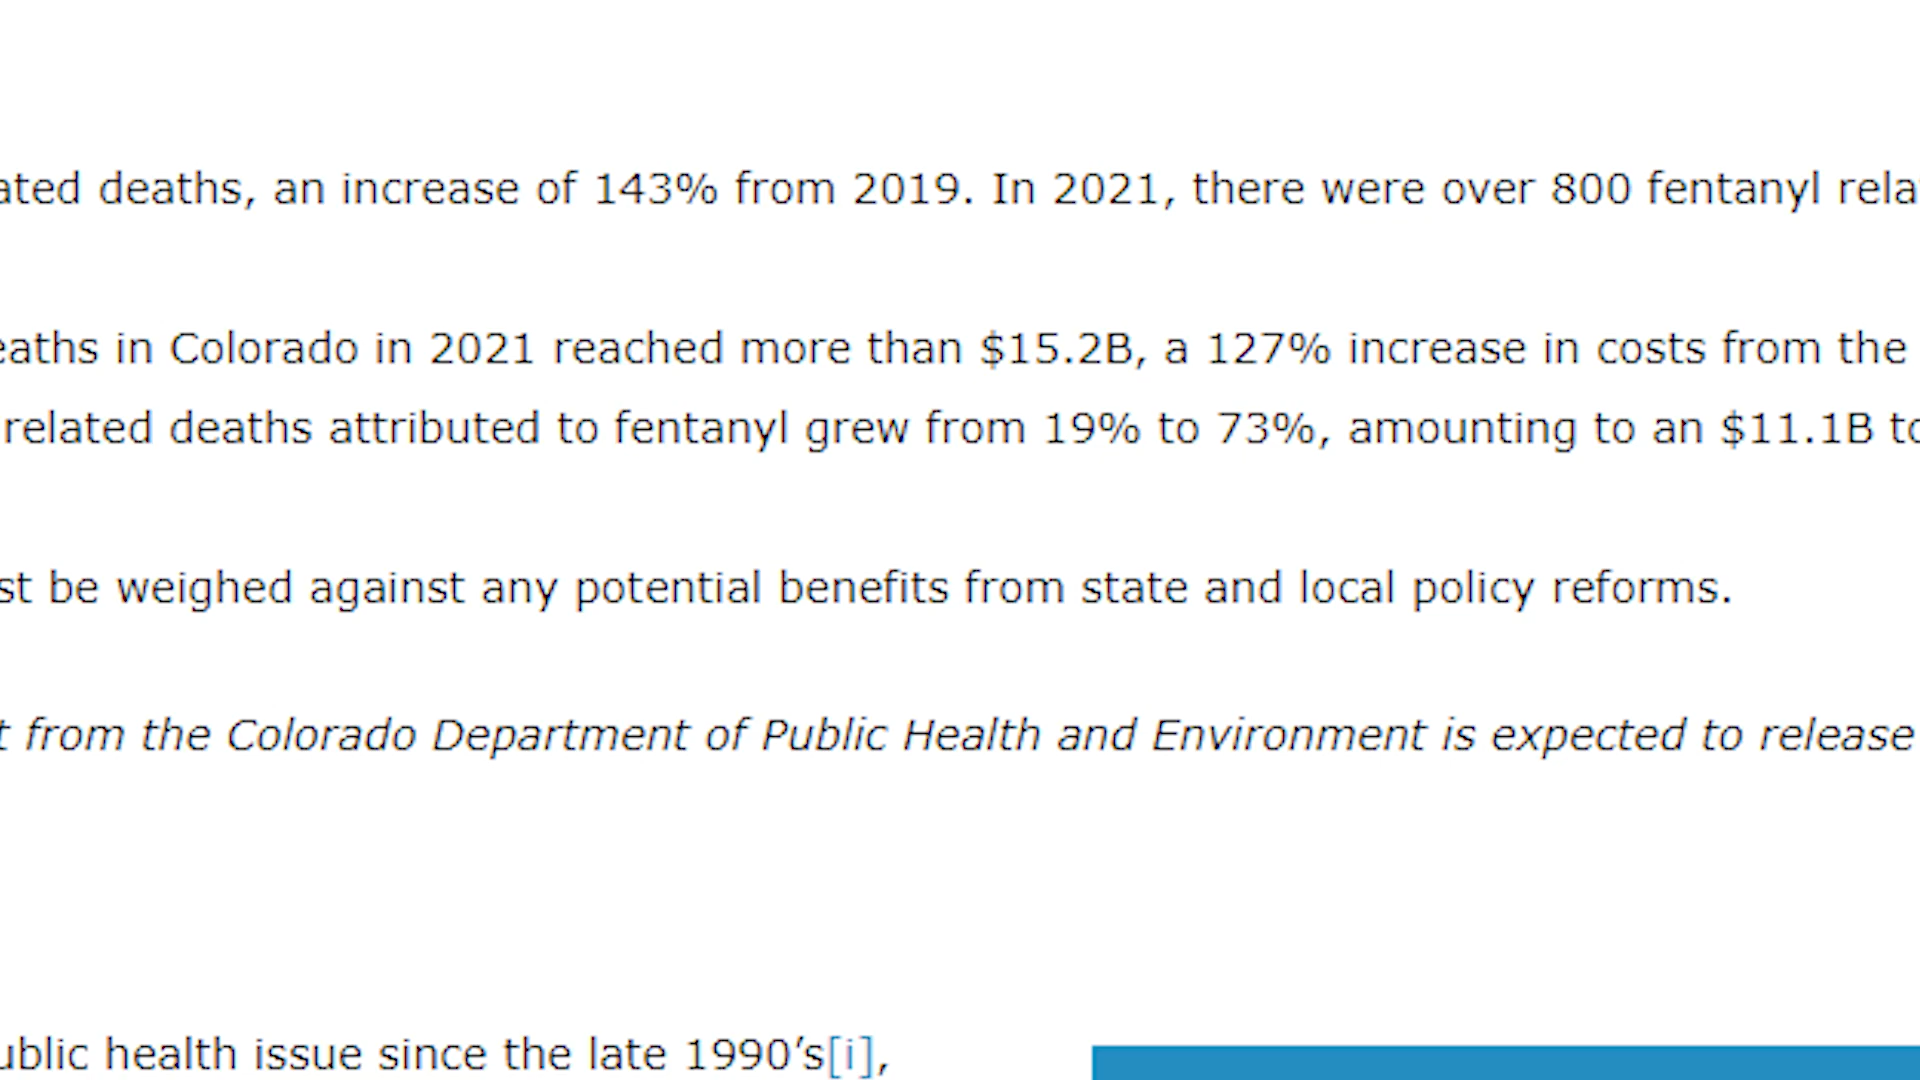 ated deaths, an increase of 143% from 2019. In 2021, there were over 800 fentanyl rela
eaths in Colorado in 2021 reached more than $15.2B, a 127% increase in costs from the
related deaths attributed to fentanyl grew from 19% to 73%, amounting to an $11.1B to
st be weighed against any potential benefits from state and local policy reforms.
t from the Colorado Department of Public Health and Environment is expected to release
ublic health issue since the late 1990’s[i],